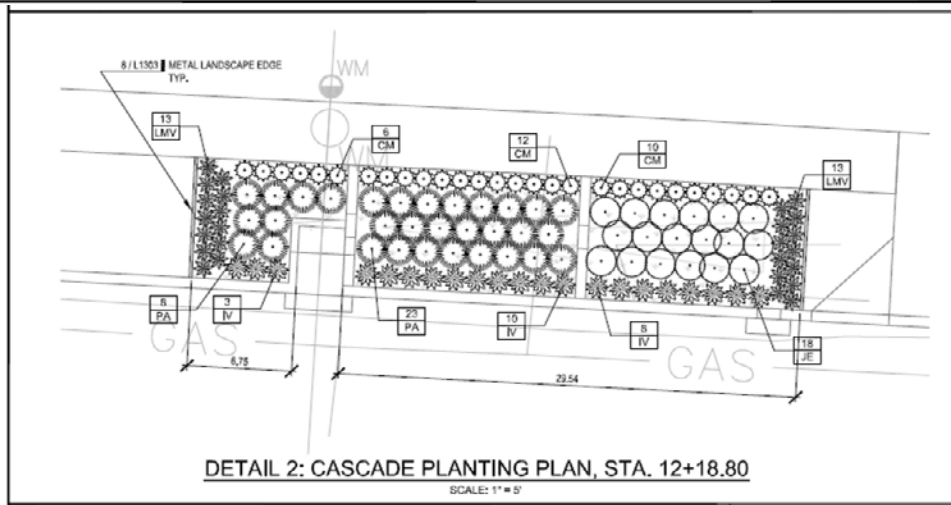 8 / L1303 METAL LANDSCAPE EDGE
TYP.
WM
WM
13
LMV
6
CM
12
CM
10
CM
13
LMV
8
PA
3
IV
23
PA
10
IV
8
IV
18
JE
GAS
GAS
6.75
29.54
DETAIL 2: CASCADE PLANTING PLAN, STA. 12+18.80
SCALE: 1" = 5'